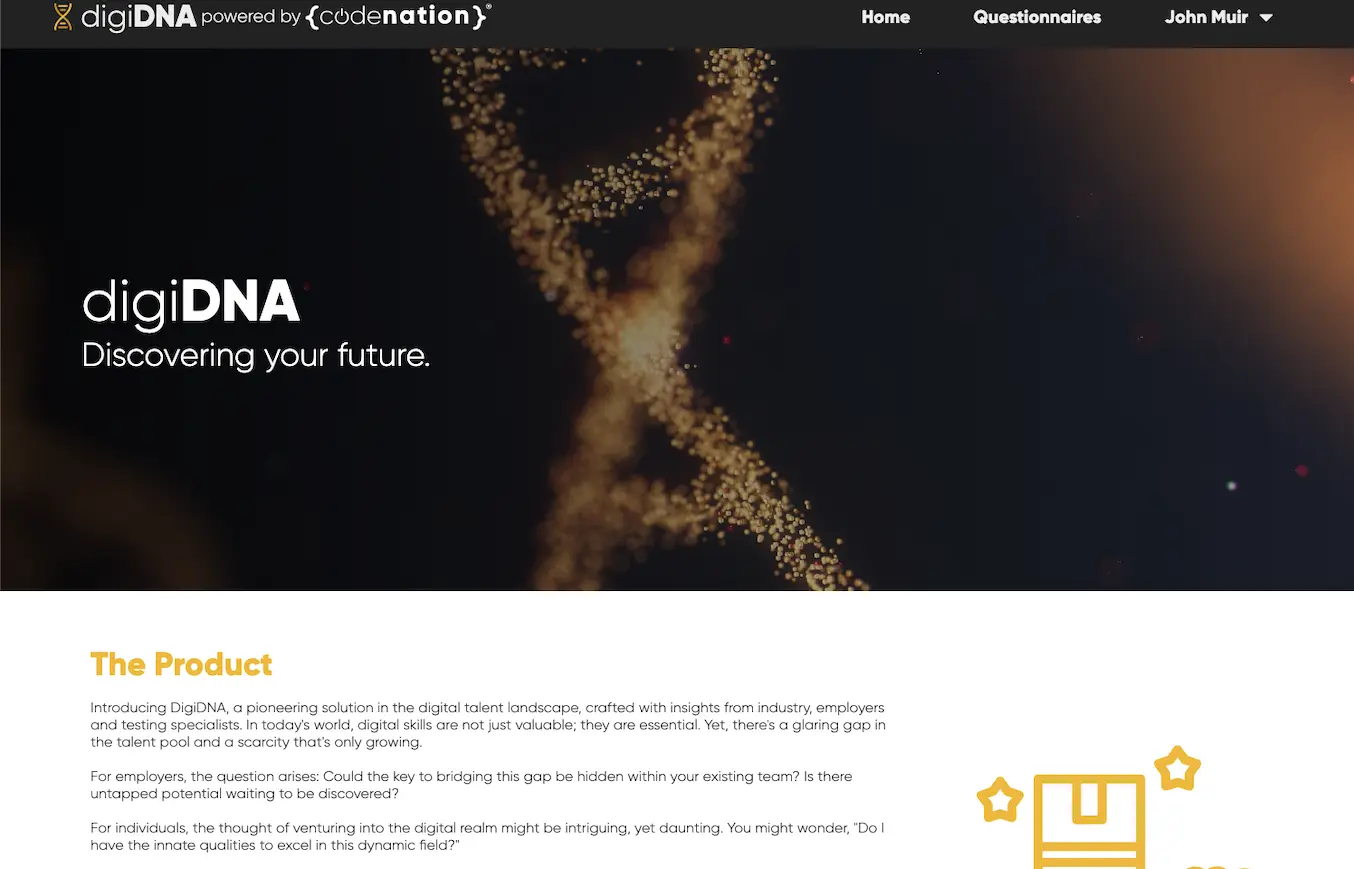 digiDNA powered by {codenation}®
Home Questionnaires John Muir
digiDNA
Discovering your future.
The Product
Introducing DigiDNA, a pioneering solution in the digital talent landscape, crafted with insights from industry, employers
and testing specialists. In today's world, digital skills are not just valuable; they are essential. Yet, there's a glaring gap in
the talent pool and a scarcity that's only growing.
For employers, the question arises: Could the key to bridging this gap be hidden within your existing team? Is there
untapped potential waiting to be discovered?
For individuals, the thought of venturing into the digital realm might be intriguing, yet daunting. You might wonder, "Do I
have the innate qualities to excel in this dynamic field?"